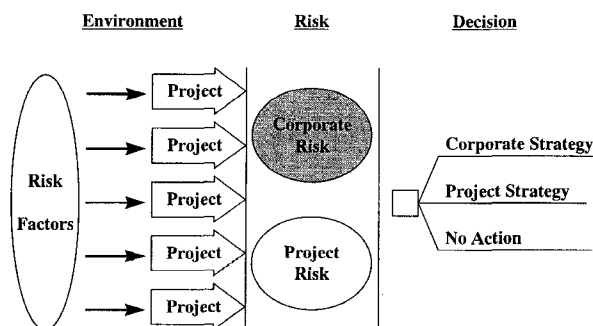 Environment
Risk
Decision
Risk
Factors
Project
Project
Project
Project
Project
Corporate
Risk
Project
Risk
Corporate Strategy
Project Strategy
No Action